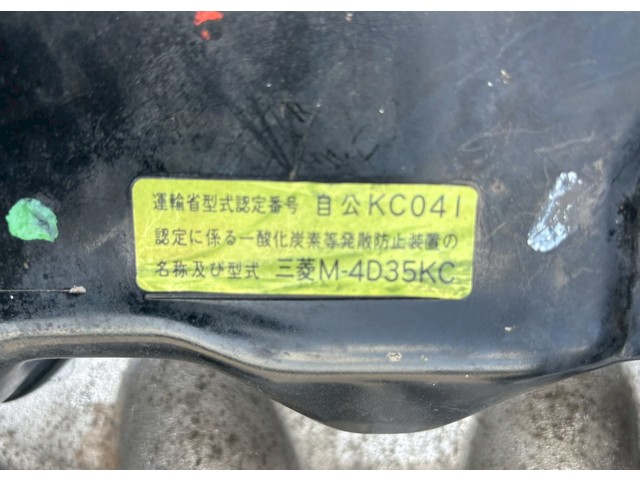 運輸省型式認定番号 自公KC041
認定に係る一酸化炭素等発散防止装置の
名称及び型式 三菱M-4D35KC